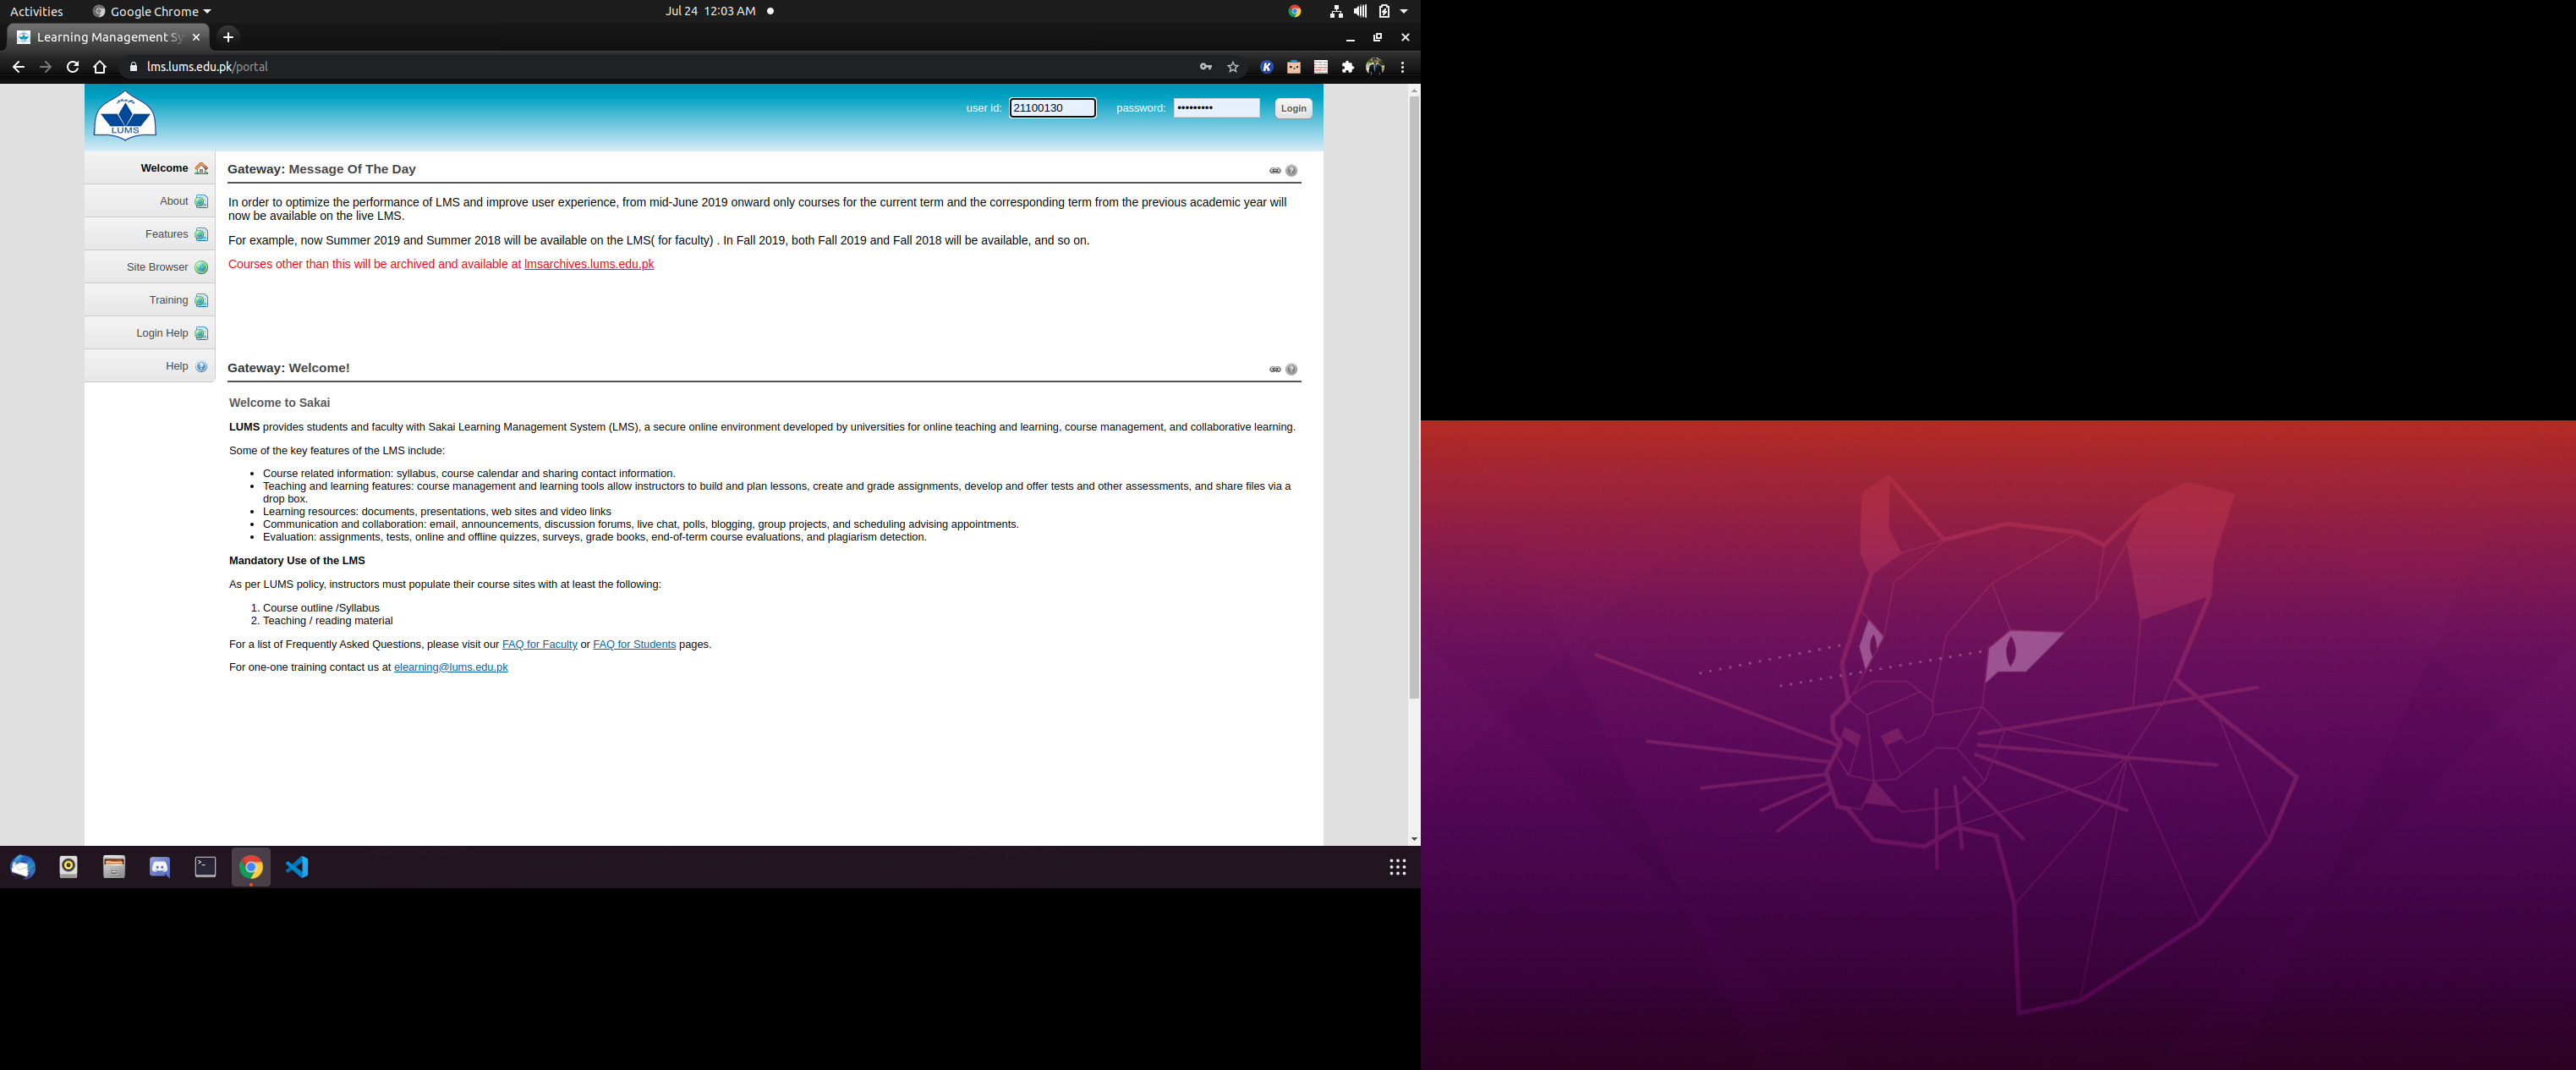 Activities Google Chrome Jul 24 12:03 AM
Learning Management Sy
lms.lums.edu.pk/portal
LUMS
user id: 21100130 password: ••••••••• Login
Welcome
About
Features
Site Browser
Training
Login Help
Help
Gateway: Message Of The Day
In order to optimize the performance of LMS and improve user experience, from mid-June 2019 onward only courses for the current term and the corresponding term from the previous academic year will
now be available on the live LMS.
For example, now Summer 2019 and Summer 2018 will be available on the LMS( for faculty) . In Fall 2019, both Fall 2019 and Fall 2018 will be available, and so on.
Courses other than this will be archived and available at lmsarchives.lums.edu.pk
Gateway: Welcome!
Welcome to Sakai
LUMS provides students and faculty with Sakai Learning Management System (LMS), a secure online environment developed by universities for online teaching and learning, course management, and collaborative learning.
Some of the key features of the LMS include:
• Course related information: syllabus, course calendar and sharing contact information.
• Teaching and learning features: course management and learning tools allow instructors to build and plan lessons, create and grade assignments, develop and offer tests and other assessments, and share files via a
drop box.
• Learning resources: documents, presentations, web sites and video links
• Communication and collaboration: email, announcements, discussion forums, live chat, polls, blogging, group projects, and scheduling advising appointments.
• Evaluation: assignments, tests, online and offline quizzes, surveys, grade books, end-of-term course evaluations, and plagiarism detection.
Mandatory Use of the LMS
As per LUMS policy, instructors must populate their course sites with at least the following:
1. Course outline /Syllabus
2. Teaching / reading material
For a list of Frequently Asked Questions, please visit our FAQ for Faculty or FAQ for Students pages.
For one-one training contact us at elearning@lums.edu.pk